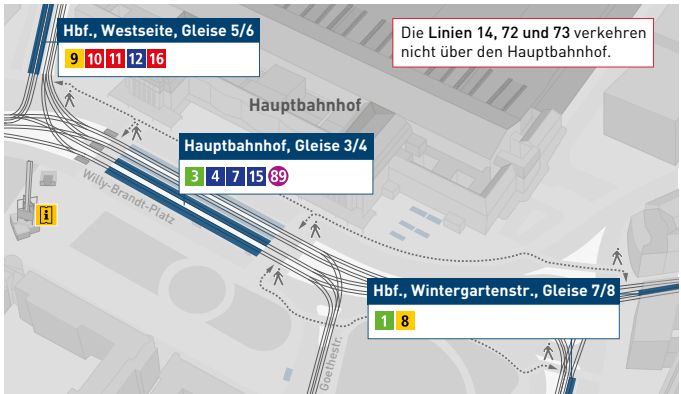 Hbf., Westseite, Gleise 5/6
9 10 11 12 16
Die Linien 14, 72 und 73 verkehren
nicht über den Hauptbahnhof.
Hauptbahnhof
Hauptbahnhof, Gleise 3/4
3 4 7 15 89
Willy-Brandt-Platz
i
Hbf., Wintergartenstr., Gleise 7/8
1 8
Goethestr.